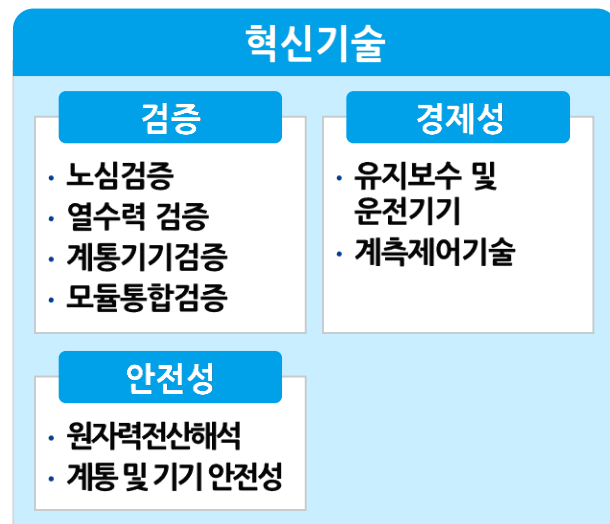 혁신기술
검증
· 노심검증
· 열수력 검증
· 계통기기검증
· 모듈통합검증
경제성
· 유지보수 및
운전기기
· 계측제어기술
안전성
· 원자력전산해석
· 계통 및 기기 안전성